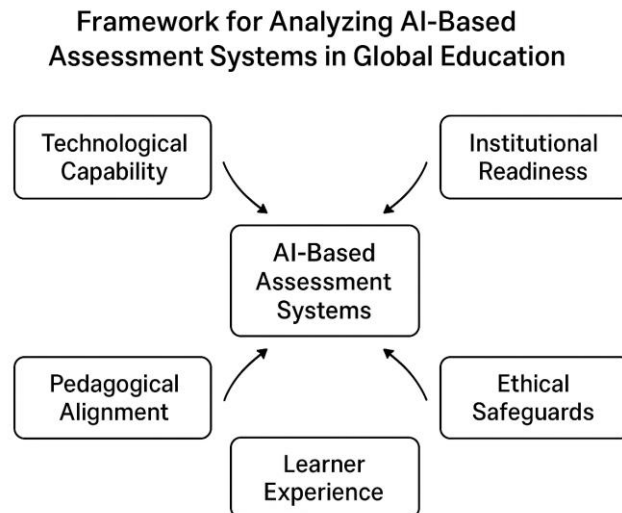 Framework for Analyzing AI-Based
Assessment Systems in Global Education
Technological
Capability
Institutional
Readiness
AI-Based
Assessment
Systems
Pedagogical
Alignment
Ethical
Safeguards
Learner
Experience